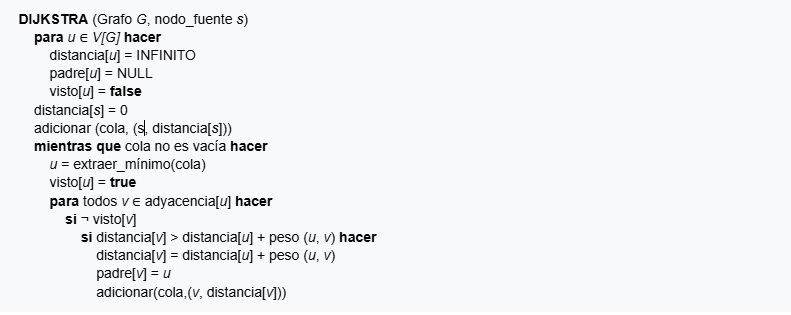 DIJKSTRA (Grafo G, nodo_fuente s)
para u ∈ V[G] hacer
distancia[u] = INFINITO
padre[u] = NULL
visto[u] = false
distancia[s] = 0
adicionar (cola, (s, distancia[s]))
mientras que cola no es vacía hacer
u = extraer_mínimo(cola)
visto[u] = true
para todos v ∈ adyacencia[u] hacer
si ¬ visto[v]
si distancia[v] > distancia[u] + peso (u, v) hacer
distancia[v] = distancia[u] + peso (u, v)
padre[v] = u
adicionar(cola,(v, distancia[v]))